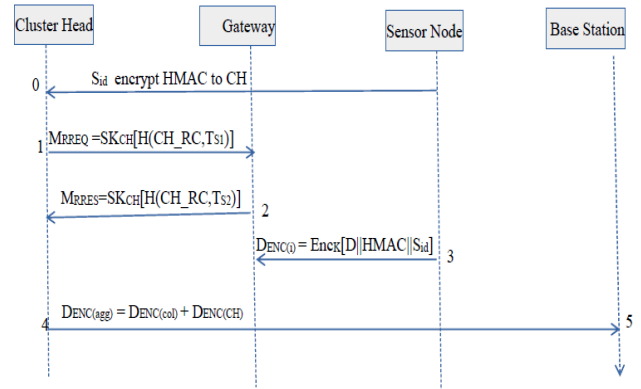 Cluster Head
Gateway
Sensor Node
Base Station
0
Sid encrypt HMAC to CH
MRREQ =SKCH[H(CH_RC,TS1)]
1
MRRES=SKCH[H(CH_RC,TS2)]
2
DENC(i) = EncK[D||HMAC||Sid]
3
DENC(agg) = DENC(col) + DENC(CH)
4
5